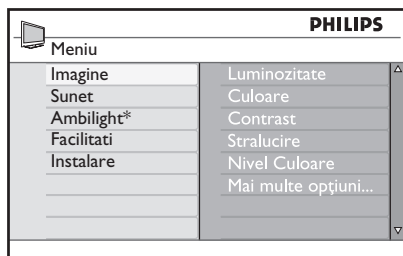 PHILIPS
Meniu
Imagine
Sunet
Ambilight*
Facilitati
Instalare
Luminozitate
Culoare
Contrast
Stralucire
Nivel Culoare
Mai multe opţiuni...